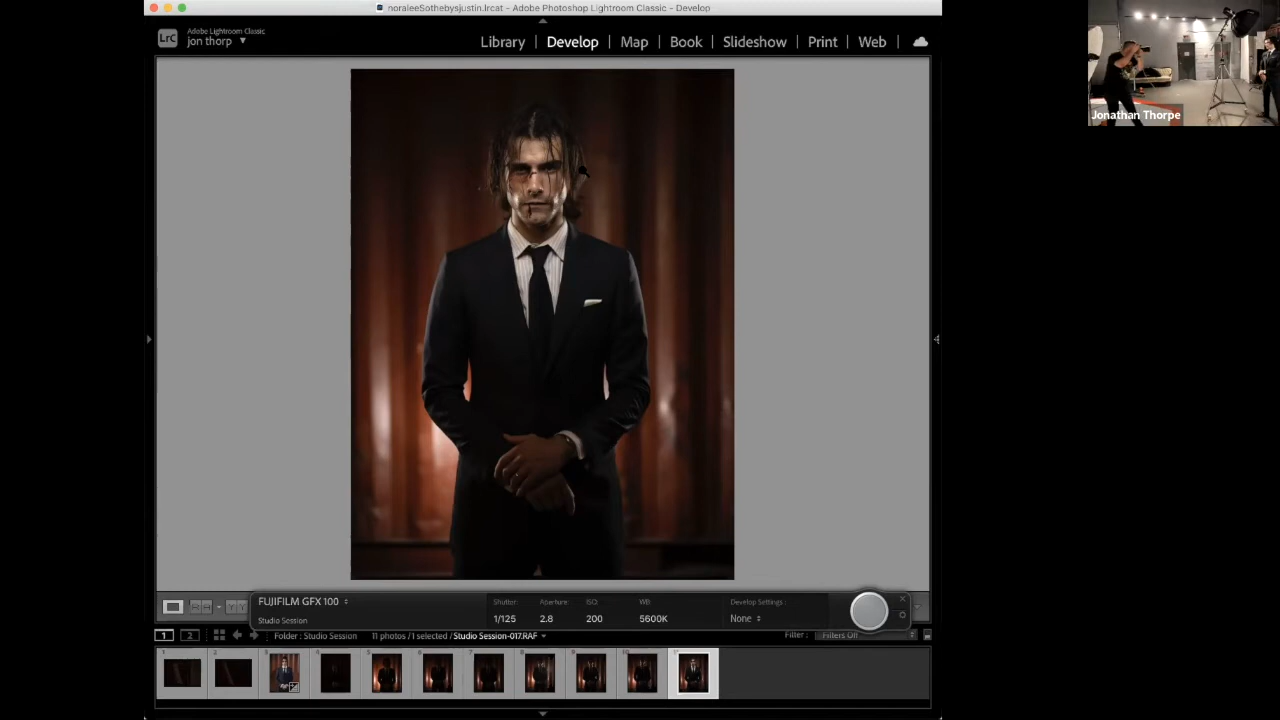 noraleeSothebysjustin.lrcat - Adobe Photoshop Lightroom Classic - Develop
LrC
Adobe Lightroom Classic
jon thorp
Library | Develop | Map | Book | Slideshow | Print | Web |
Jonathan Thorpe
FUJIFILM GFX 100
Studio Session
Shutter: Aperture: ISO: WB: Develop Settings:
1/125 2.8 200 5600K None
1 2 Folder : Studio Session 11 photos / 1 selected / Studio Session-017.RAF Filter : Filters Off